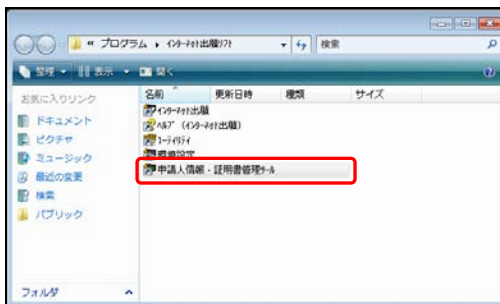 « プログラム ▸ ｲﾝﾀｰﾈｯﾄ出願ｿﾌﾄ
検索
整理 表示 開く
お気に入りリンク
ドキュメント
ピクチャ
ミュージック
最近の変更
検索
パブリック
フォルダ
名前 更新日時 種類 サイズ
ｲﾝﾀｰﾈｯﾄ出願
ﾍﾙﾌﾟ (ｲﾝﾀｰﾈｯﾄ出願)
ﾕｰﾃｨﾘﾃｨ
環境設定
申請人情報・証明書管理ﾂｰﾙ